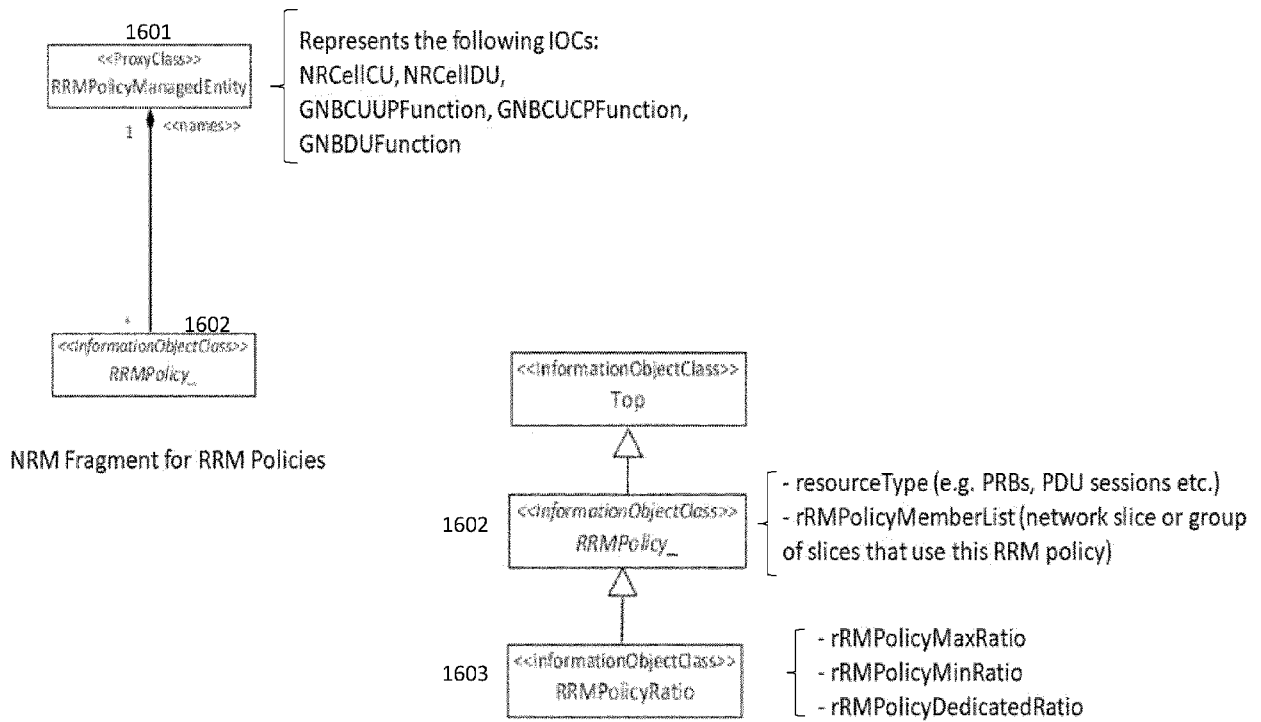 1601
<<ProxyClass>>
RRMPolicyManagedEntity
1
<<names>>
Represents the following IOCs:
NRCellCU, NRCellDU,
GNBCUUPFunction, GNBCUCPFunction,
GNBDUFunction
*
1602
<<InformationObjectClass>>
RRMPolicy_
NRM Fragment for RRM Policies
<<InformationObjectClass>>
Top
1602
<<InformationObjectClass>>
RRMPolicy_
- resourceType (e.g. PRBs, PDU sessions etc.)
- rRMPolicyMemberList (network slice or group
of slices that use this RRM policy)
1603
<<InformationObjectClass>>
RRMPolicyRatio
- rRMPolicyMaxRatio
- rRMPolicyMinRatio
- rRMPolicyDedicatedRatio